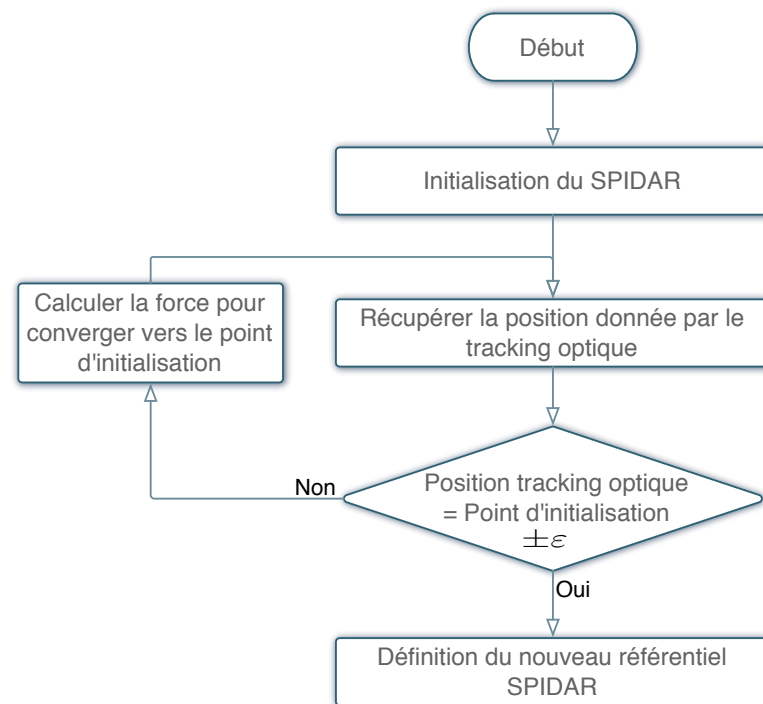 Début
Initialisation du SPIDAR
Calculer la force pour
converger vers le point
d'initialisation
Récupérer la position donnée par le
tracking optique
Non
Position tracking optique
= Point d'initialisation
±ε
Oui
Définition du nouveau référentiel
SPIDAR